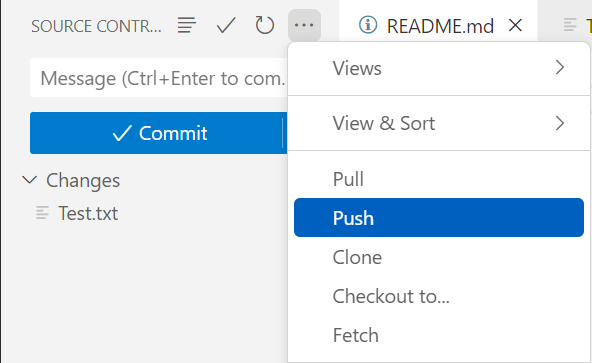 SOURCE CONTR... README.md
Message (Ctrl+Enter to com.
Views
View & Sort
Commit
Changes
Pull
Test.txt
Push
Clone
Checkout to...
Fetch